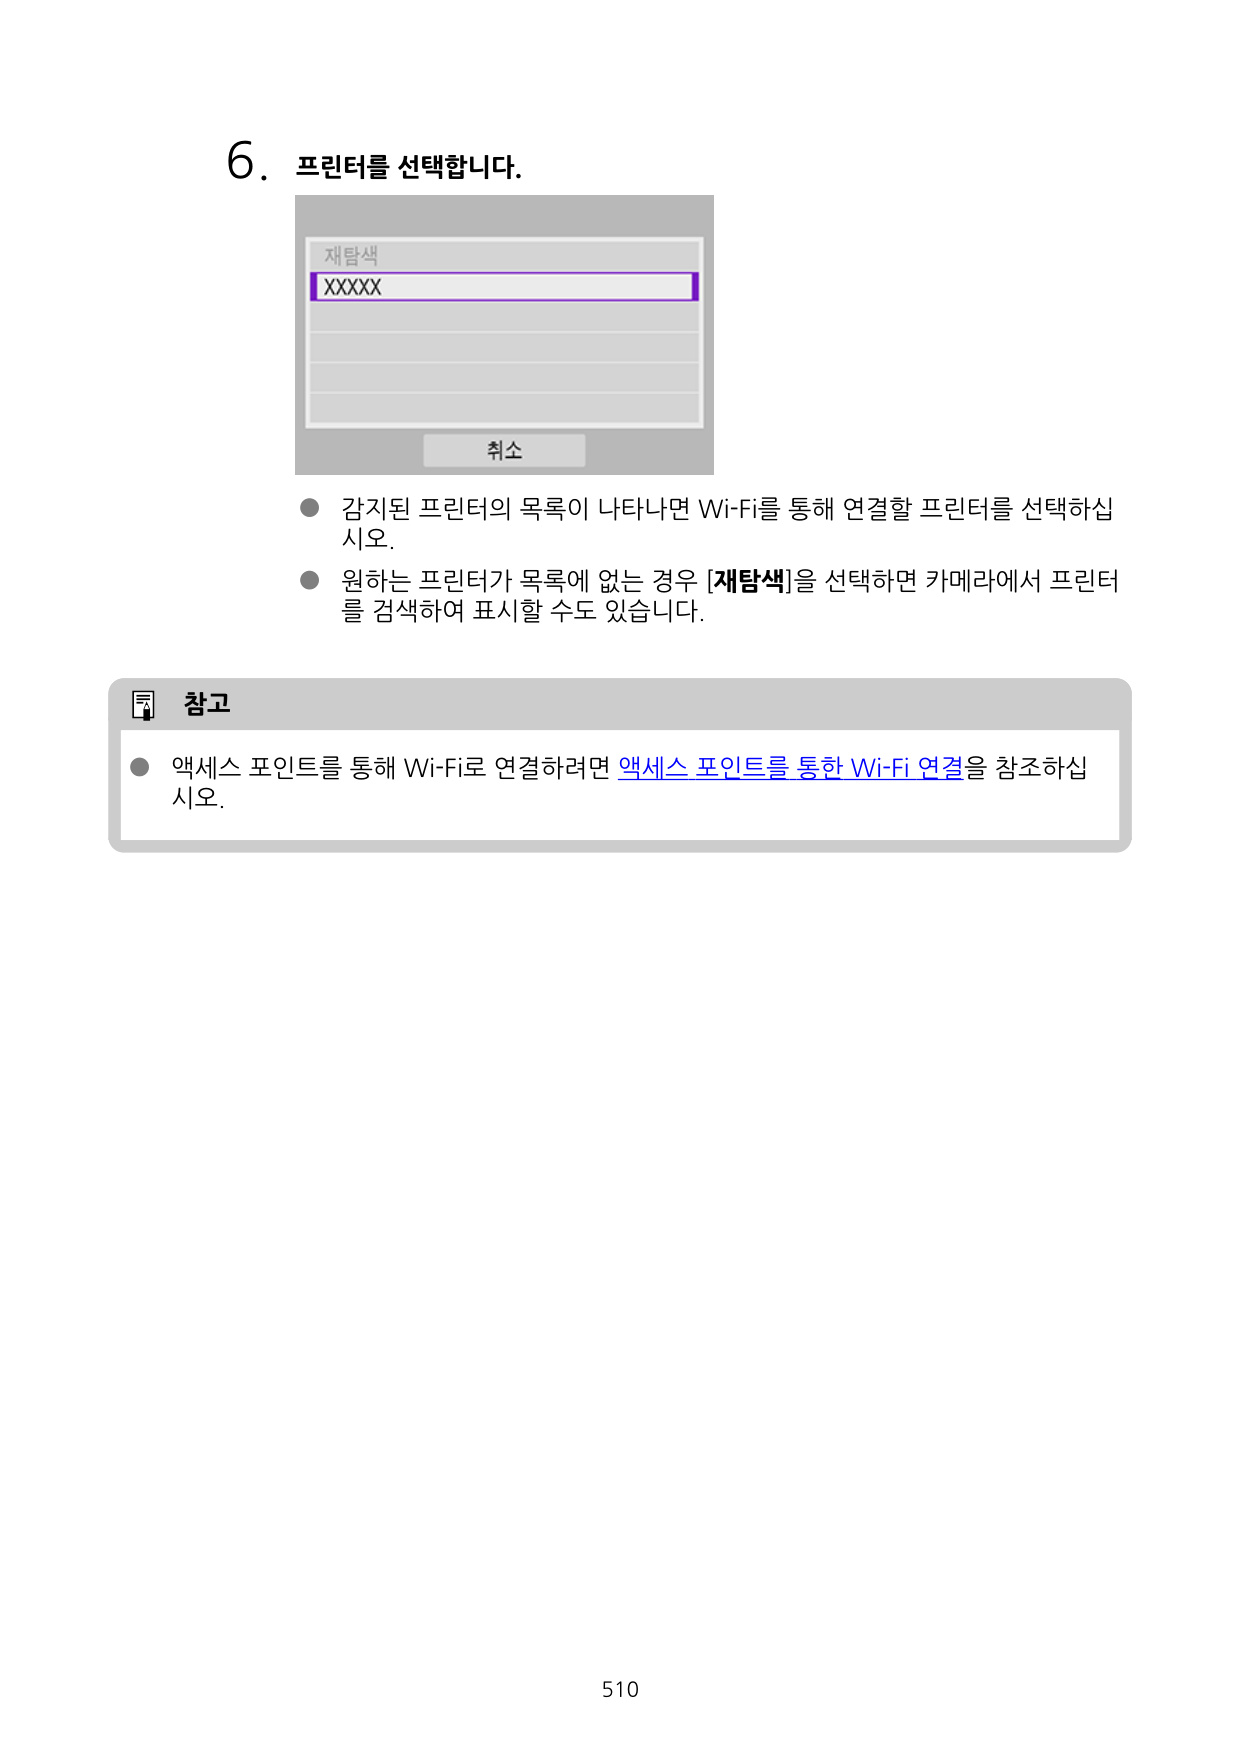 6. 프린터를 선택합니다.
재탐색
XXXXX
취소
● 감지된 프린터의 목록이 나타나면 Wi-Fi를 통해 연결할 프린터를 선택하십
시오.
● 원하는 프린터가 목록에 없는 경우 [재탐색]을 선택하면 카메라에서 프린터
를 검색하여 표시할 수도 있습니다.
참고
● 액세스 포인트를 통해 Wi-Fi로 연결하려면 액세스 포인트를 통한 Wi-Fi 연결을 참조하십
시오.
510